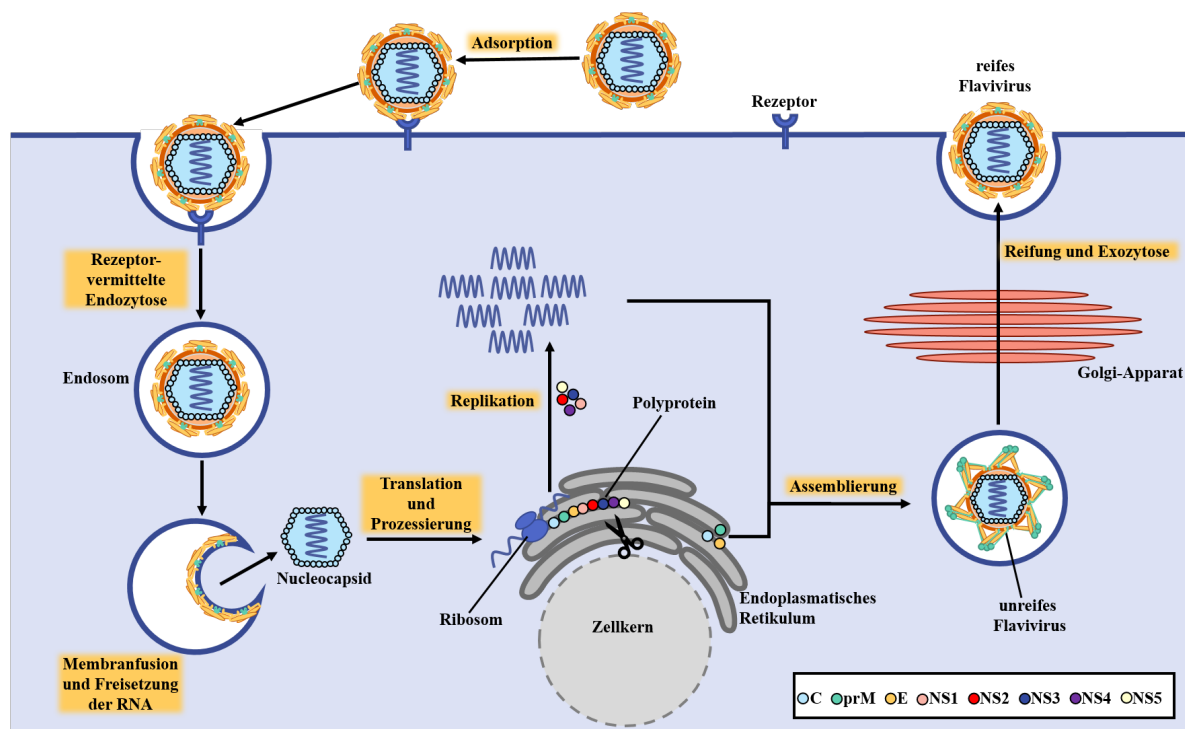 Adsorption
Rezeptor
reifes
Flavivirus
Rezeptor-
vermittelte
Endozytose
Reifung und Exozytose
Endosom
Golgi-Apparat
Replikation
Polyprotein
Translation
und
Prozessierung
Assemblierung
Nucleocapsid
Ribosom
Zellkern
Endoplasmatisches
Retikulum
unreifes
Flavivirus
Membranfusion
und Freisetzung
der RNA
C prM E NS1 NS2 NS3 NS4 NS5